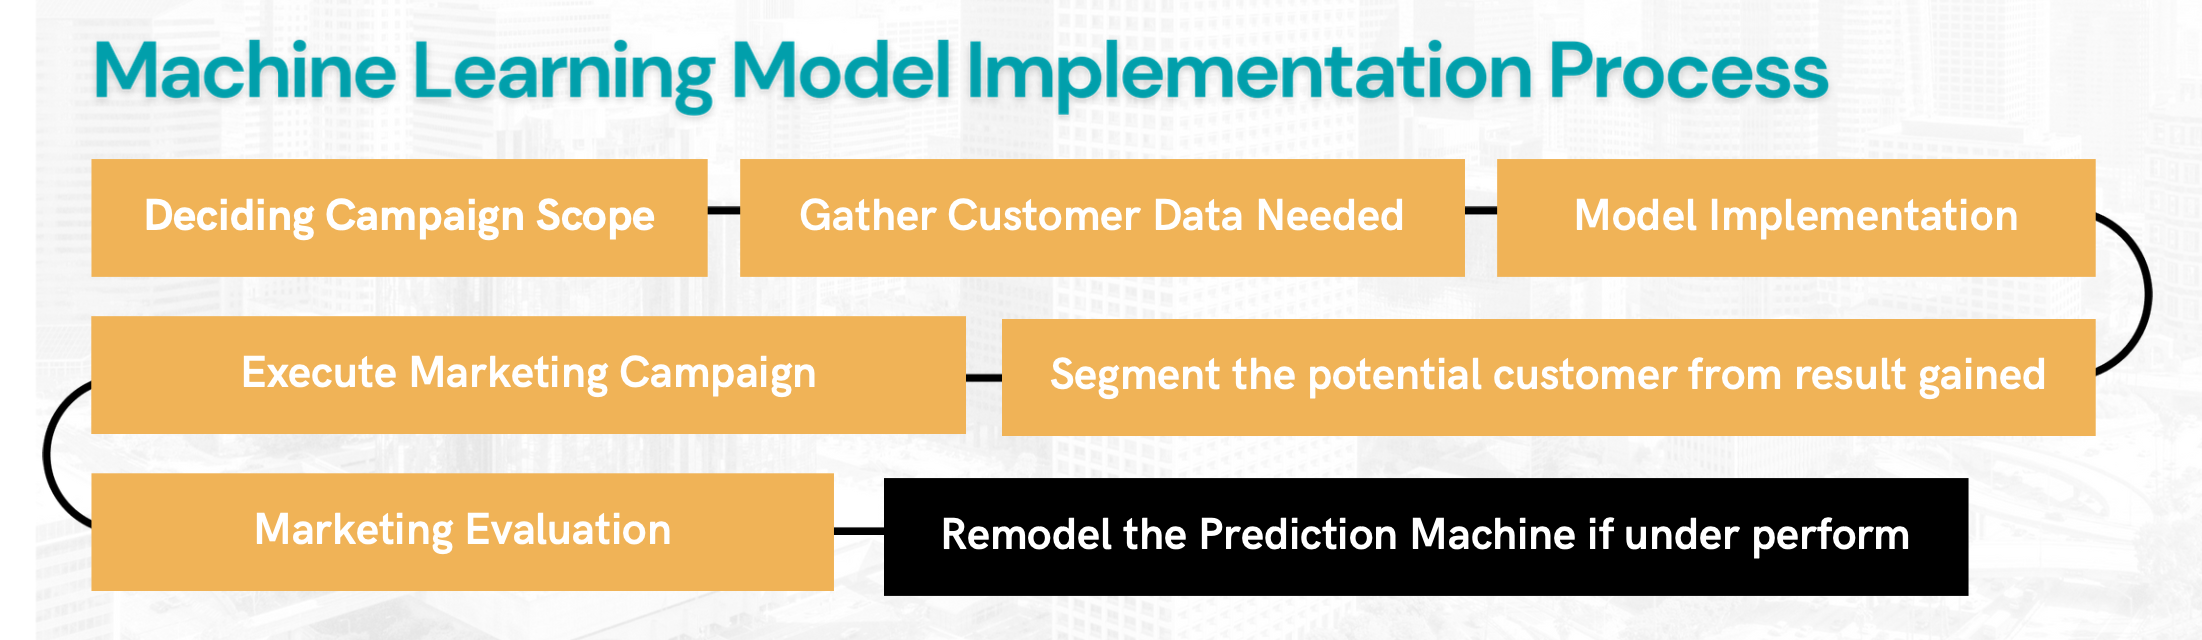 Machine Learning Model Implementation Process
Deciding Campaign Scope
Gather Customer Data Needed
Model Implementation
Segment the potential customer from result gained
Execute Marketing Campaign
Marketing Evaluation
Remodel the Prediction Machine if under perform